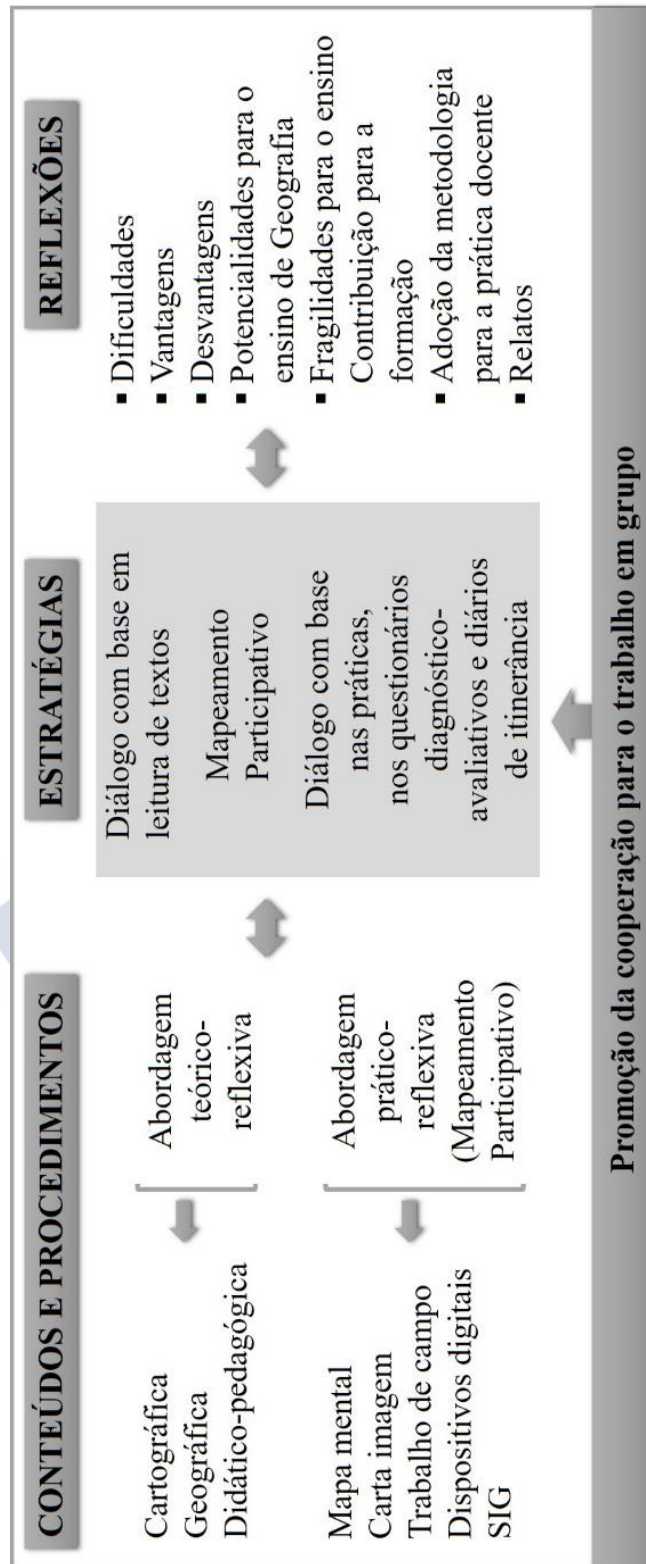 CONTEÚDOS E PROCEDIMENTOS
Cartográfica
Geográfica
Didático-pedagógica
Abordagem
teórico-
reflexiva
Mapa mental
Carta imagem
Trabalho de campo
Dispositivos digitais
SIG
Abordagem
prático-
reflexiva
(Mapeamento
Participativo)
ESTRATÉGIAS
Diálogo com base em
leitura de textos
Mapeamento
Participativo
Diálogo com base
nas práticas,
nos questionários
diagnóstico-
avaliativos e diários
de itinerância
REFLEXÕES
▪ Dificuldades
▪ Vantagens
▪ Desvantagens
▪ Potencialidades para o
ensino de Geografia
▪ Fragilidades para o ensino
Contribuição para a
formação
▪ Adoção da metodologia
para a prática docente
▪ Relatos
Promoção da cooperação para o trabalho em grupo